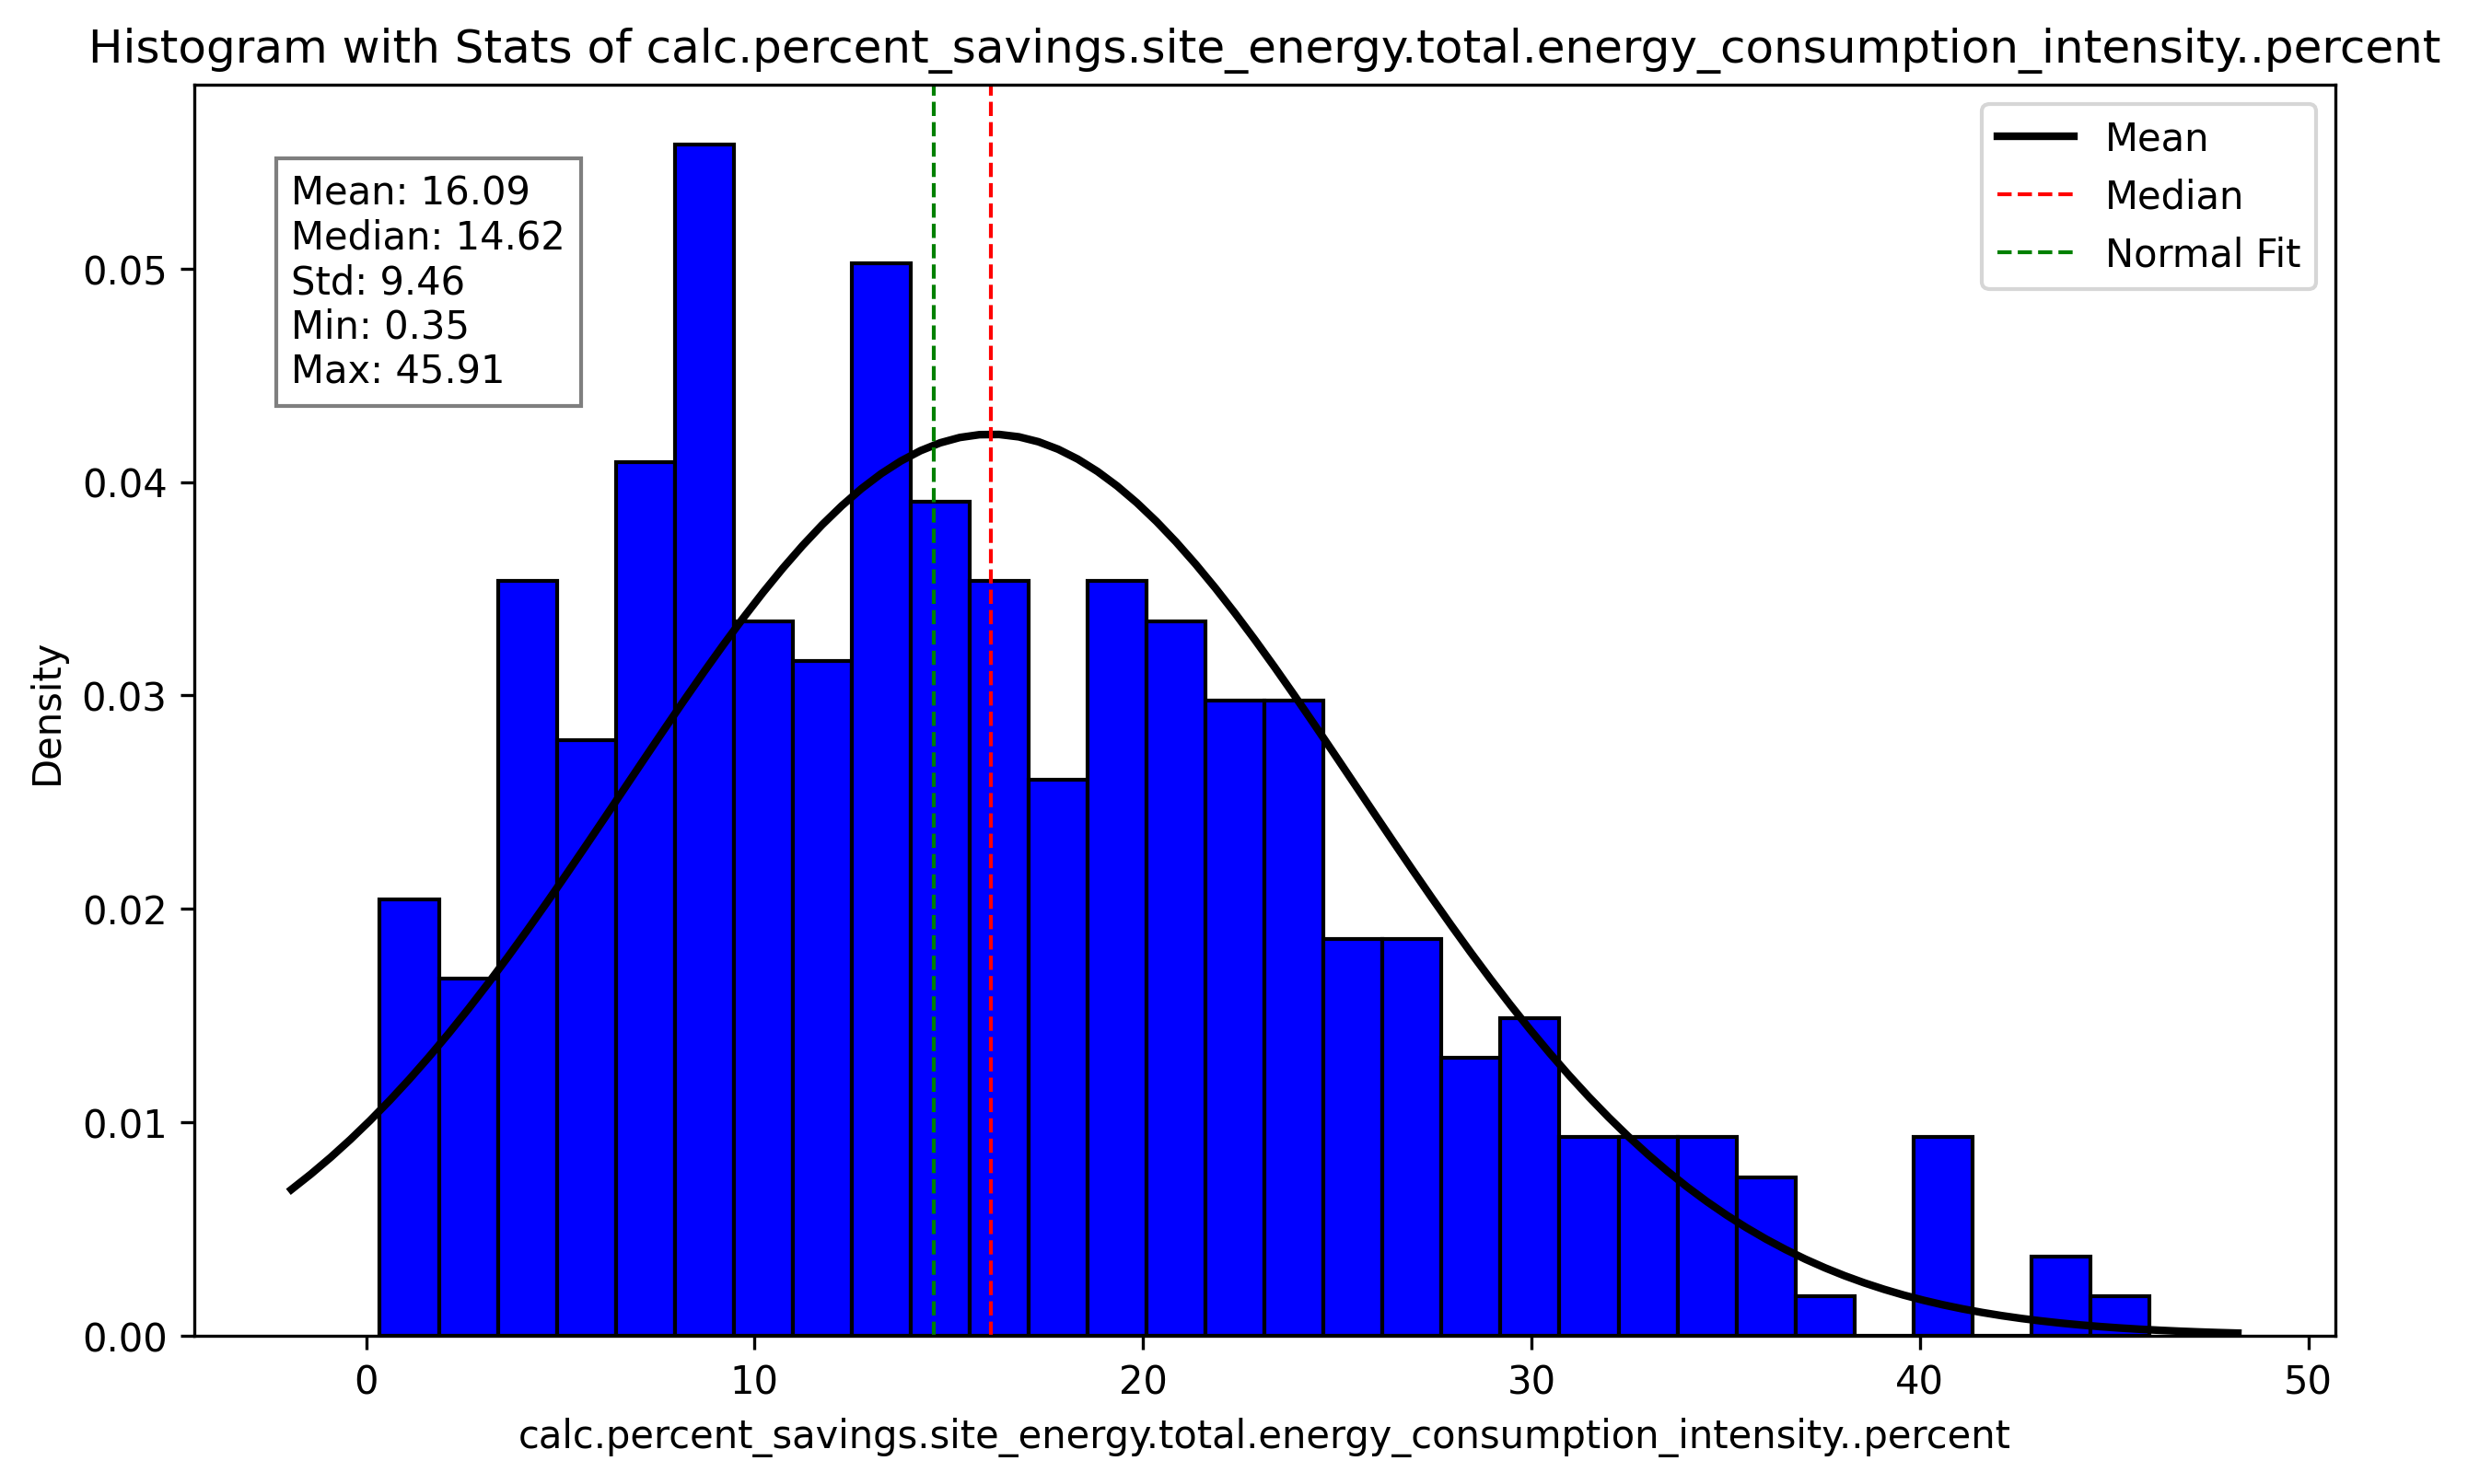 Histogram with Stats of calc.percent_savings.site_energy.total.energy_consumption_intensity..percent
Mean: 16.09
Median: 14.62
Std: 9.46
Min: 0.35
Max: 45.91
Mean
Median
Normal Fit
Density
0.05
0.04
0.03
0.02
0.01
0.00
0 10 20 30 40 50
calc.percent_savings.site_energy.total.energy_consumption_intensity..percent